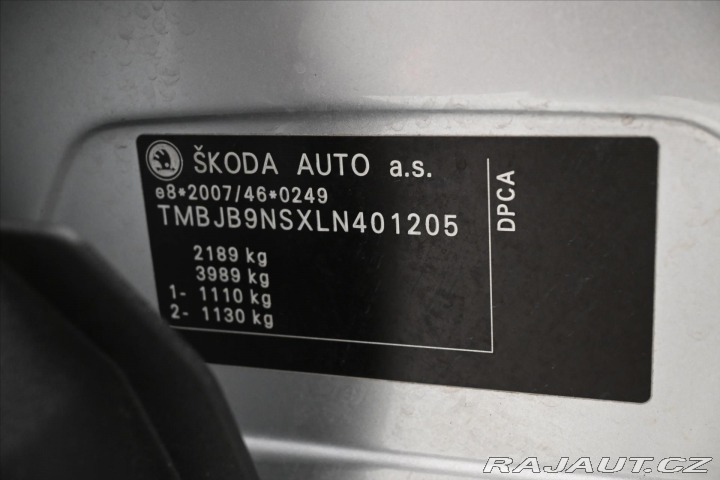 ŠKODA AUTO a.s.
e8*2007/46*0249
TMBJB9NSXLN401205
2189 kg
3989 kg
1- 1110 kg
2- 1130 kg
DPCA
RAJAUT.CZ